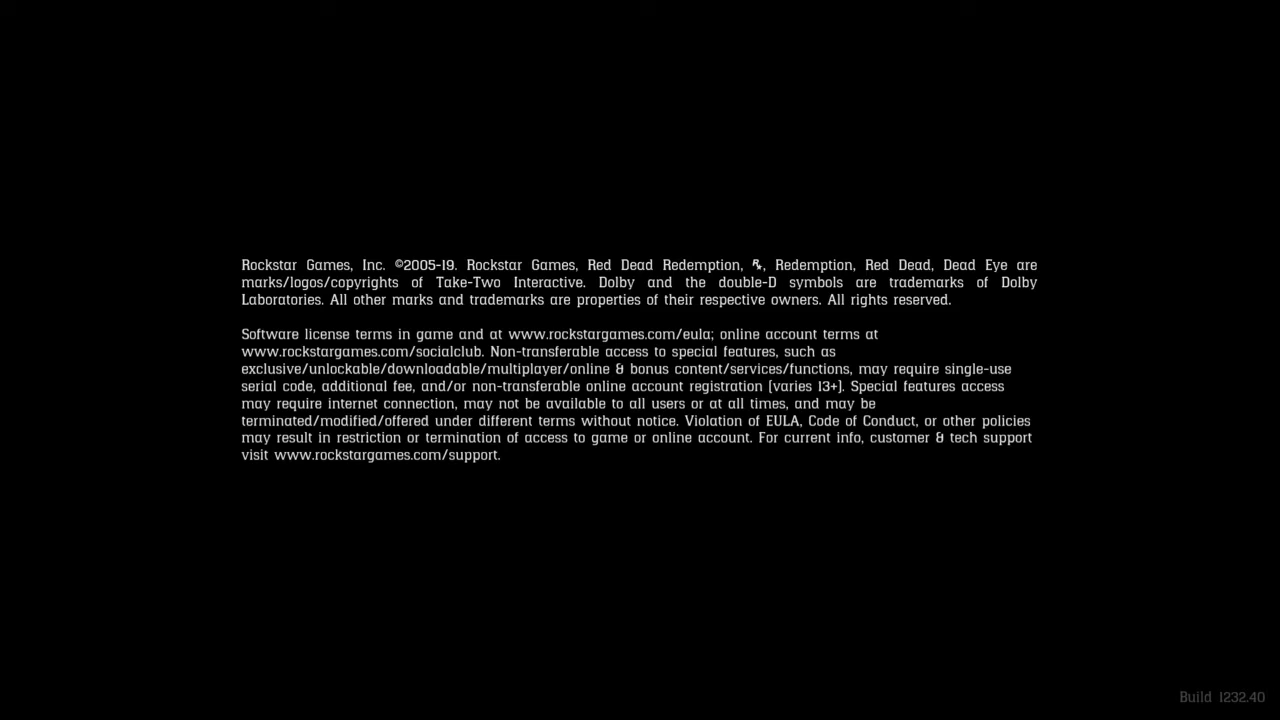 Rockstar Games, Inc. ©2005-19. Rockstar Games, Red Dead Redemption, R*, Redemption, Red Dead, Dead Eye are
marks/logos/copyrights of Take-Two Interactive. Dolby and the double-D symbols are trademarks of Dolby
Laboratories. All other marks and trademarks are properties of their respective owners. All rights reserved.
Software license terms in game and at www.rockstargames.com/eula; online account terms at
www.rockstargames.com/socialclub. Non-transferable access to special features, such as
exclusive/unlockable/downloadable/multiplayer/online & bonus content/services/functions, may require single-use
serial code, additional fee, and/or non-transferable online account registration [varies 13+]. Special features access
may require internet connection, may not be available to all users or at all times, and may be
terminated/modified/offered under different terms without notice. Violation of EULA, Code of Conduct, or other policies
may result in restriction or termination of access to game or online account. For current info, customer & tech support
visit www.rockstargames.com/support.
Build 1232.40